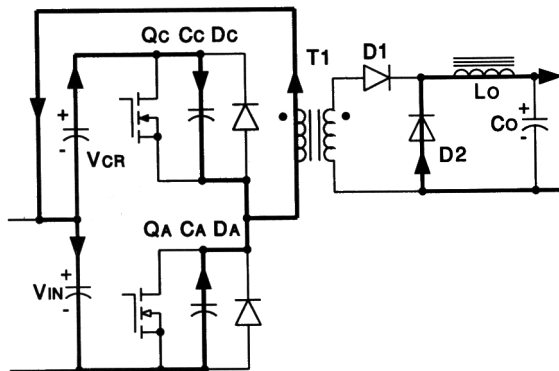 QC CC DC
T1
D1
LO
+
-
VCR
+
CO
-
D2
QA CA DA
+
VIN
-